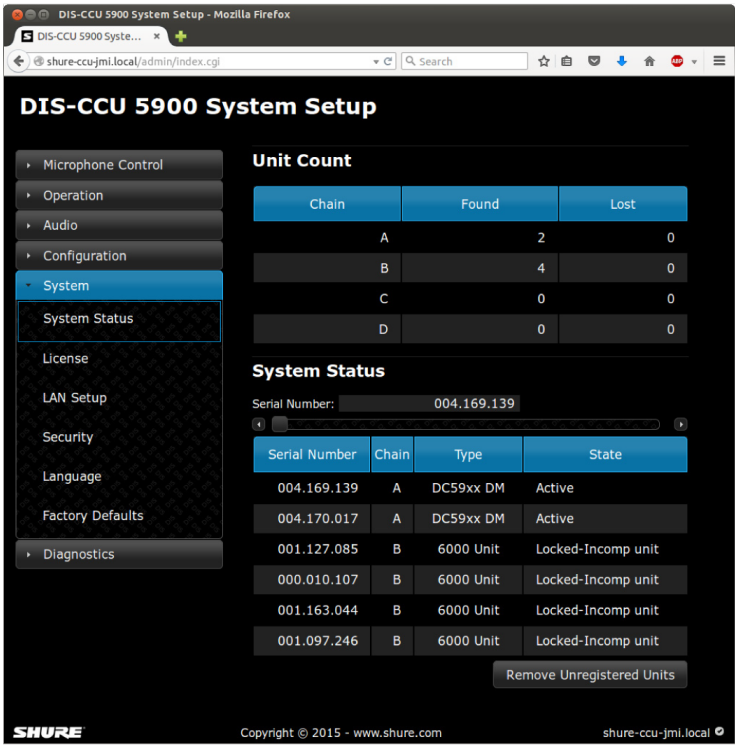 DIS-CCU 5900 System Setup - Mozilla Firefox
S DIS-CCU 5900 Syste... ×
shure-ccu-jmi.local/admin/index.cgi Search ABP
DIS-CCU 5900 System Setup
Microphone Control
Operation
Audio
Configuration
System
System Status
License
LAN Setup
Security
Language
Factory Defaults
Diagnostics
Unit Count
Chain Found Lost
A 2 0
B 4 0
C 0 0
D 0 0
System Status
Serial Number: 004.169.139
Serial Number Chain Type State
004.169.139 A DC59xx DM Active
004.170.017 A DC59xx DM Active
001.127.085 B 6000 Unit Locked-Incomp unit
000.010.107 B 6000 Unit Locked-Incomp unit
001.163.044 B 6000 Unit Locked-Incomp unit
001.097.246 B 6000 Unit Locked-Incomp unit
Remove Unregistered Units
SHURE Copyright © 2015 - www.shure.com shure-ccu-jmi.local